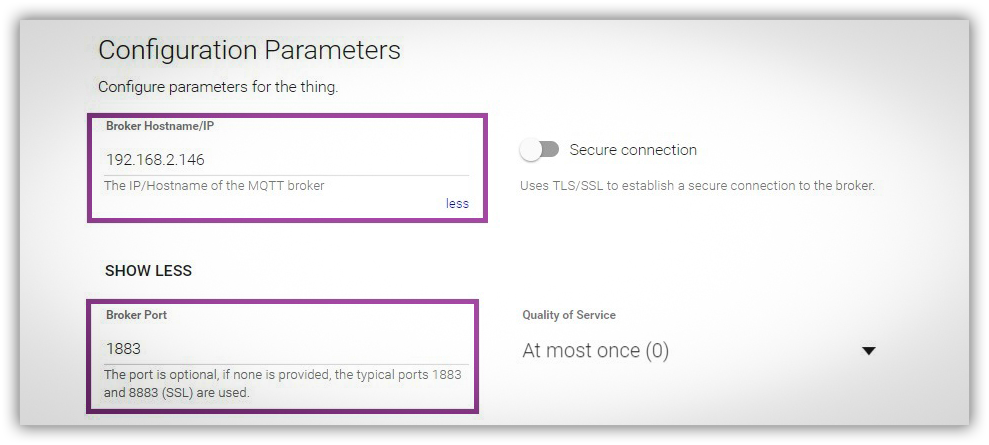 Configuration Parameters
Configure parameters for the thing.
Broker Hostname/IP
192.168.2.146
The IP/Hostname of the MQTT broker
less
Secure connection
Uses TLS/SSL to establish a secure connection to the broker.
SHOW LESS
Broker Port
1883
The port is optional, if none is provided, the typical ports 1883
and 8883 (SSL) are used.
Quality of Service
At most once (0)